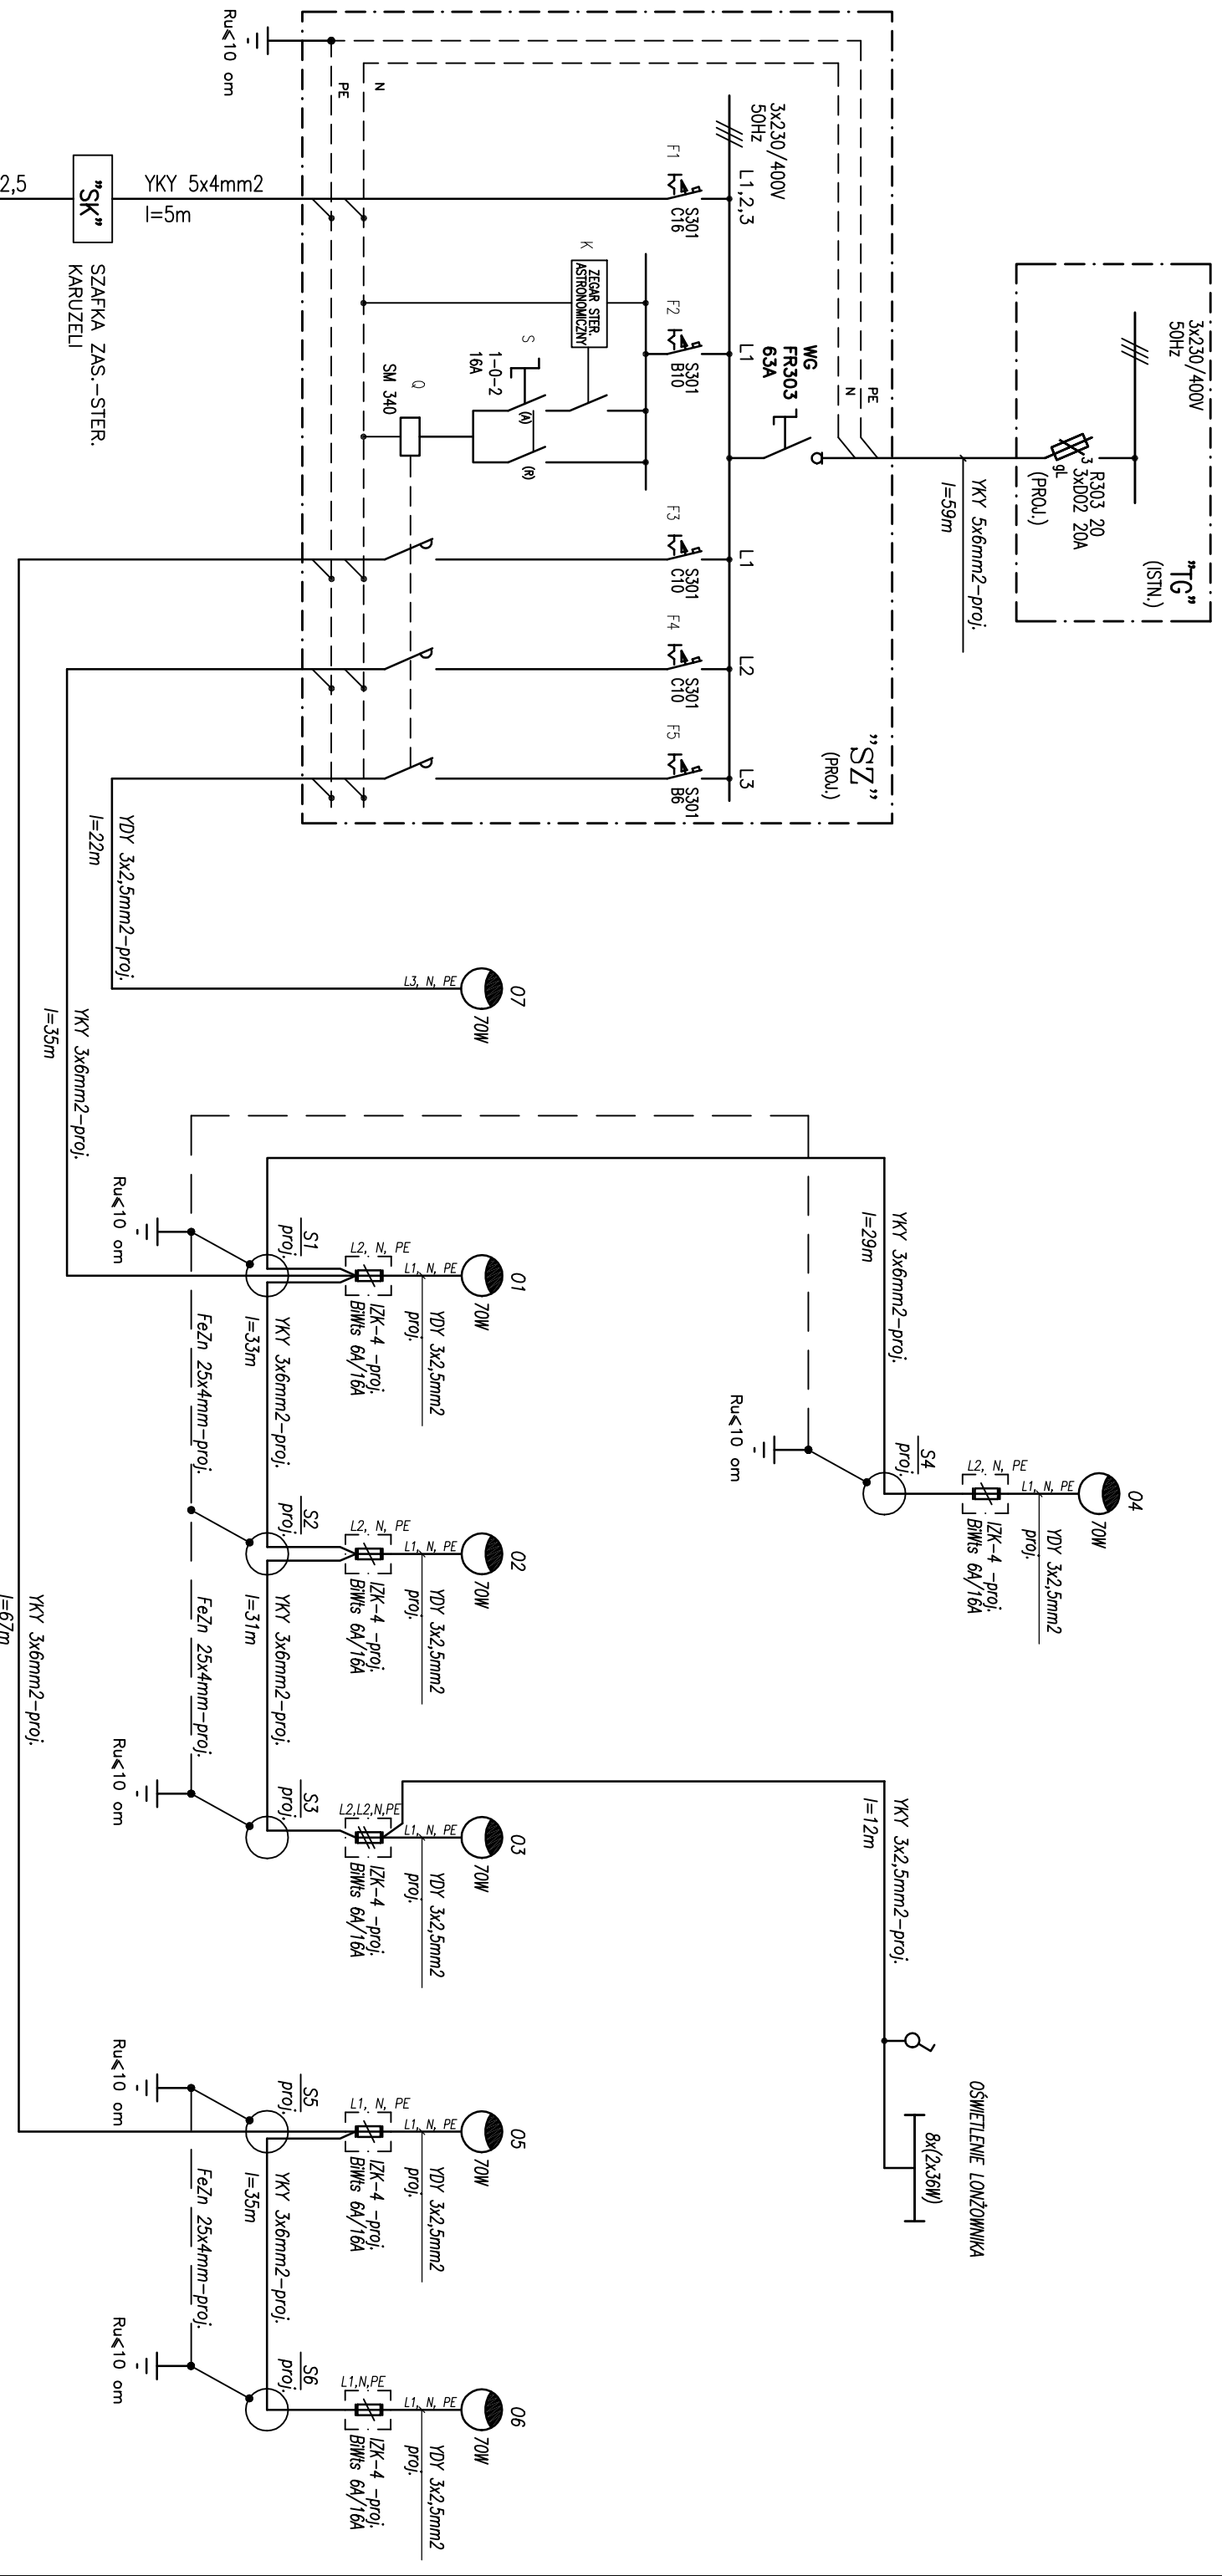 3x230/400V
50Hz
"TG"
(ISTN.)
3
gL
R303 20
3xD02 20A
(PROJ.)
YKY 5x6mm2-proj.
l=59m
"SZ"
(PROJ.)
PE
N
WG
FR303
63A
3x230/400V
50Hz
L1,2,3
L1
L1
L2
L3
F1
S301
C16
F2
S301
B10
F3
S301
C10
F4
S301
C10
F5
S301
B6
K
ZEGAR STER.
ASTRONOMICZNY
S
1-0-2
16A
(A)
(R)
Q
SM 340
N
PE
Ru≤10 om
YKY 5x4mm2
l=5m
"SK"
SZAFKA ZAS.-STER.
KARUZELI
2,5
YDY 3x2,5mm2-proj.
l=22m
YKY 3x6mm2-proj.
l=35m
YKY 3x6mm2-proj.
l=67m
O7
70W
L3, N, PE
O4
70W
L1, N, PE
YDY 3x2,5mm2
proj.
L2, N, PE
IZK-4 -proj.
BiWts 6A/16A
S4
proj.
Ru≤10 om
YKY 3x6mm2-proj.
l=29m
O1
70W
L1, N, PE
YDY 3x2,5mm2
proj.
L2, N, PE
IZK-4 -proj.
BiWts 6A/16A
S1
proj.
Ru≤10 om
YKY 3x6mm2-proj.
l=33m
FeZn 25x4mm-proj.
O2
70W
L1, N, PE
YDY 3x2,5mm2
proj.
L2, N, PE
IZK-4 -proj.
BiWts 6A/16A
S2
proj.
YKY 3x6mm2-proj.
l=31m
FeZn 25x4mm-proj.
O3
70W
L1, N, PE
YDY 3x2,5mm2
proj.
L2,L2,N,PE
IZK-4 -proj.
BiWts 6A/16A
S3
proj.
Ru≤10 om
YKY 3x2,5mm2-proj.
l=12m
OŚWIETLENIE LONŻOWNIKA
8x(2x36W)
O5
70W
L1, N, PE
YDY 3x2,5mm2
proj.
L1, N, PE
IZK-4 -proj.
BiWts 6A/16A
S5
proj.
Ru≤10 om
YKY 3x6mm2-proj.
l=35m
FeZn 25x4mm-proj.
O6
70W
L1, N, PE
YDY 3x2,5mm2
proj.
L1,N,PE
IZK-4 -proj.
BiWts 6A/16A
S6
proj.
Ru≤10 om